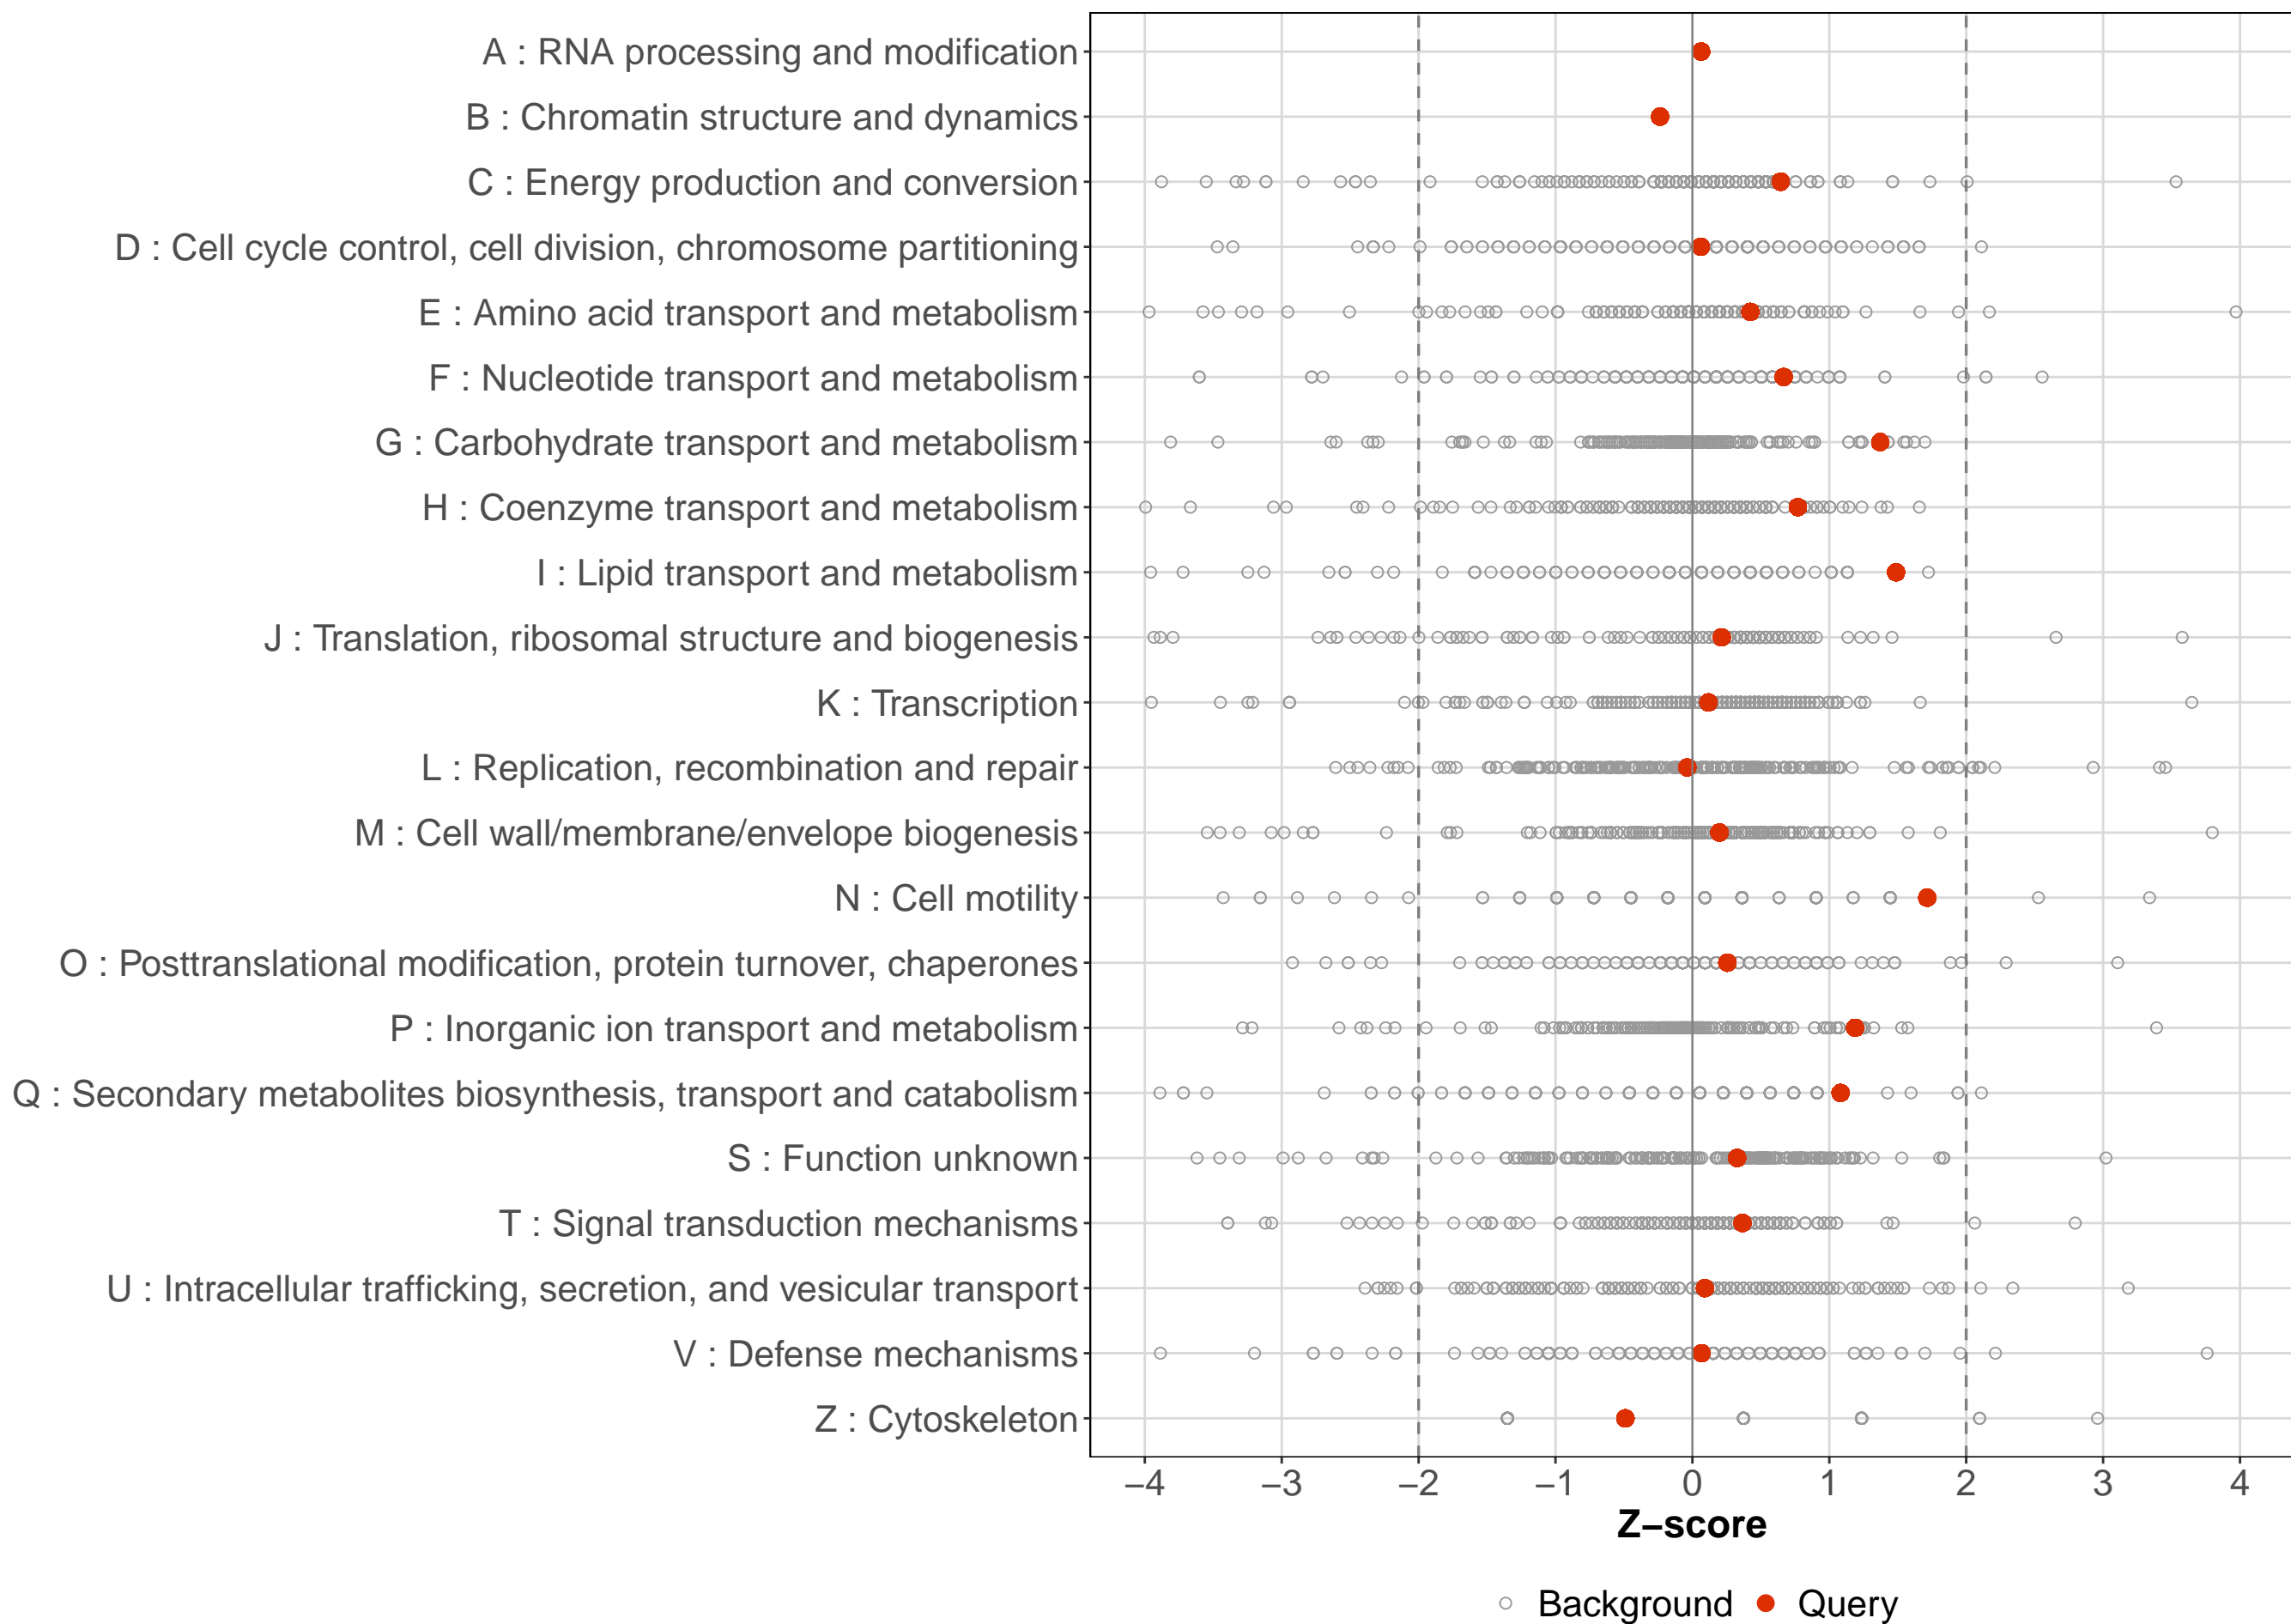 A : RNA processing and modification
B : Chromatin structure and dynamics
C : Energy production and conversion
D : Cell cycle control, cell division, chromosome partitioning
E : Amino acid transport and metabolism
F : Nucleotide transport and metabolism
G : Carbohydrate transport and metabolism
H : Coenzyme transport and metabolism
I : Lipid transport and metabolism
J : Translation, ribosomal structure and biogenesis
K : Transcription
L : Replication, recombination and repair
M : Cell wall/membrane/envelope biogenesis
N : Cell motility
O : Posttranslational modification, protein turnover, chaperones
P : Inorganic ion transport and metabolism
Q : Secondary metabolites biosynthesis, transport and catabolism
S : Function unknown
T : Signal transduction mechanisms
U : Intracellular trafficking, secretion, and vesicular transport
V : Defense mechanisms
Z : Cytoskeleton
−4 −3 −2 −1 0 1 2 3 4
Z−score
Background Query